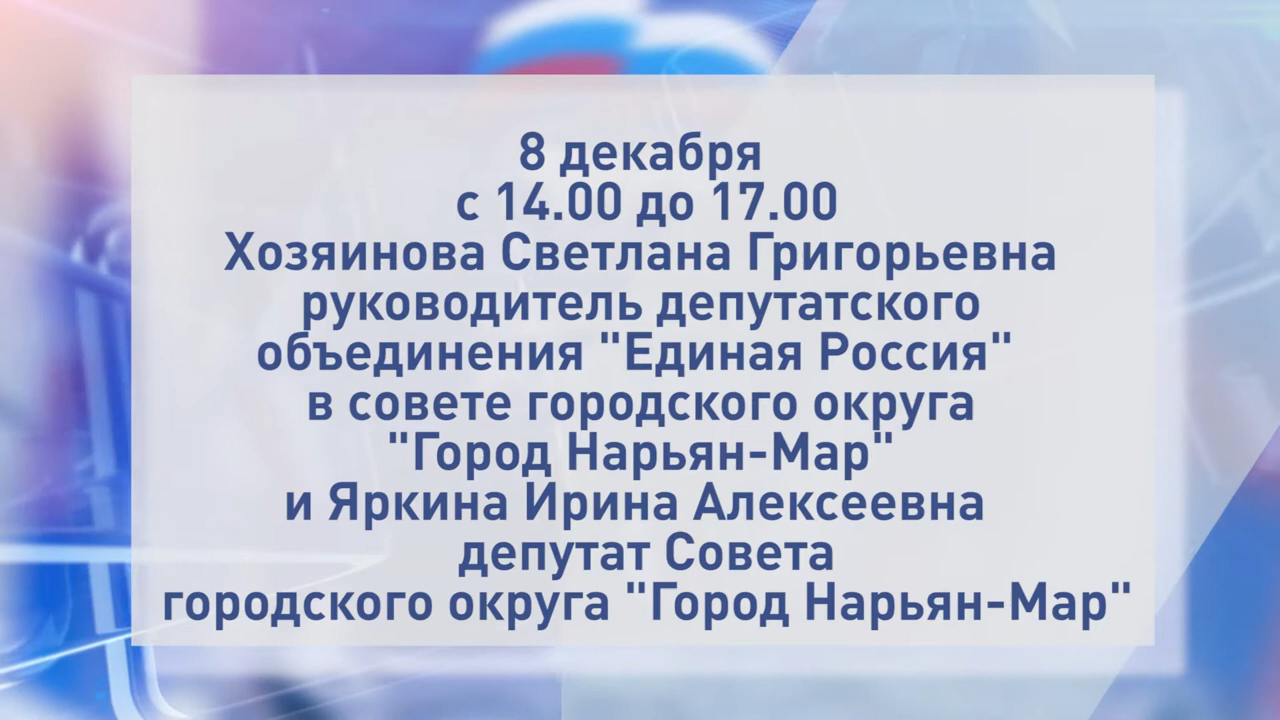 8 декабря
с 14.00 до 17.00
Хозяинова Светлана Григорьевна
руководитель депутатского
объединения "Единая Россия"
в совете городского округа
"Город Нарьян-Мар"
и Яркина Ирина Алексеевна
депутат Совета
городского округа "Город Нарьян-Мар"